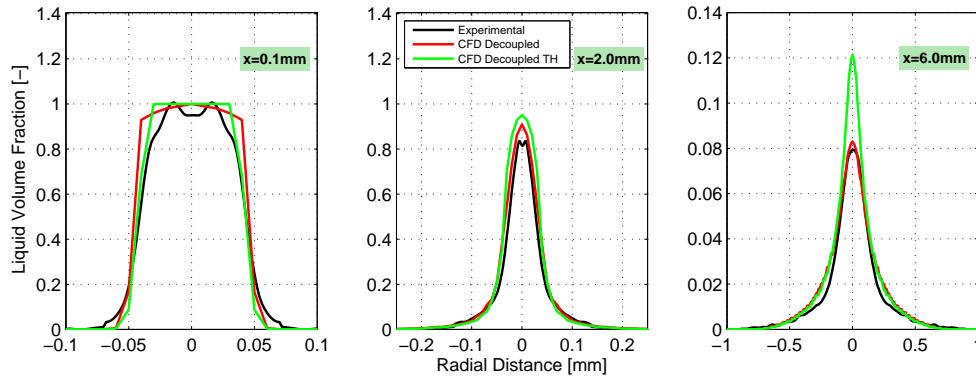 Liquid Volume Fraction [−]
1.4
1.2
1
0.8
0.6
0.4
0.2
0
−0.1 −0.05 0 0.05 0.1
x=0.1mm
1.4
1.2
1
0.8
0.6
0.4
0.2
0
−0.2 −0.1 0 0.1 0.2
Experimental
CFD Decoupled
CFD Decoupled TH
x=2.0mm
Radial Distance [mm]
0.14
0.12
0.1
0.08
0.06
0.04
0.02
0
−1 −0.5 0 0.5 1
x=6.0mm